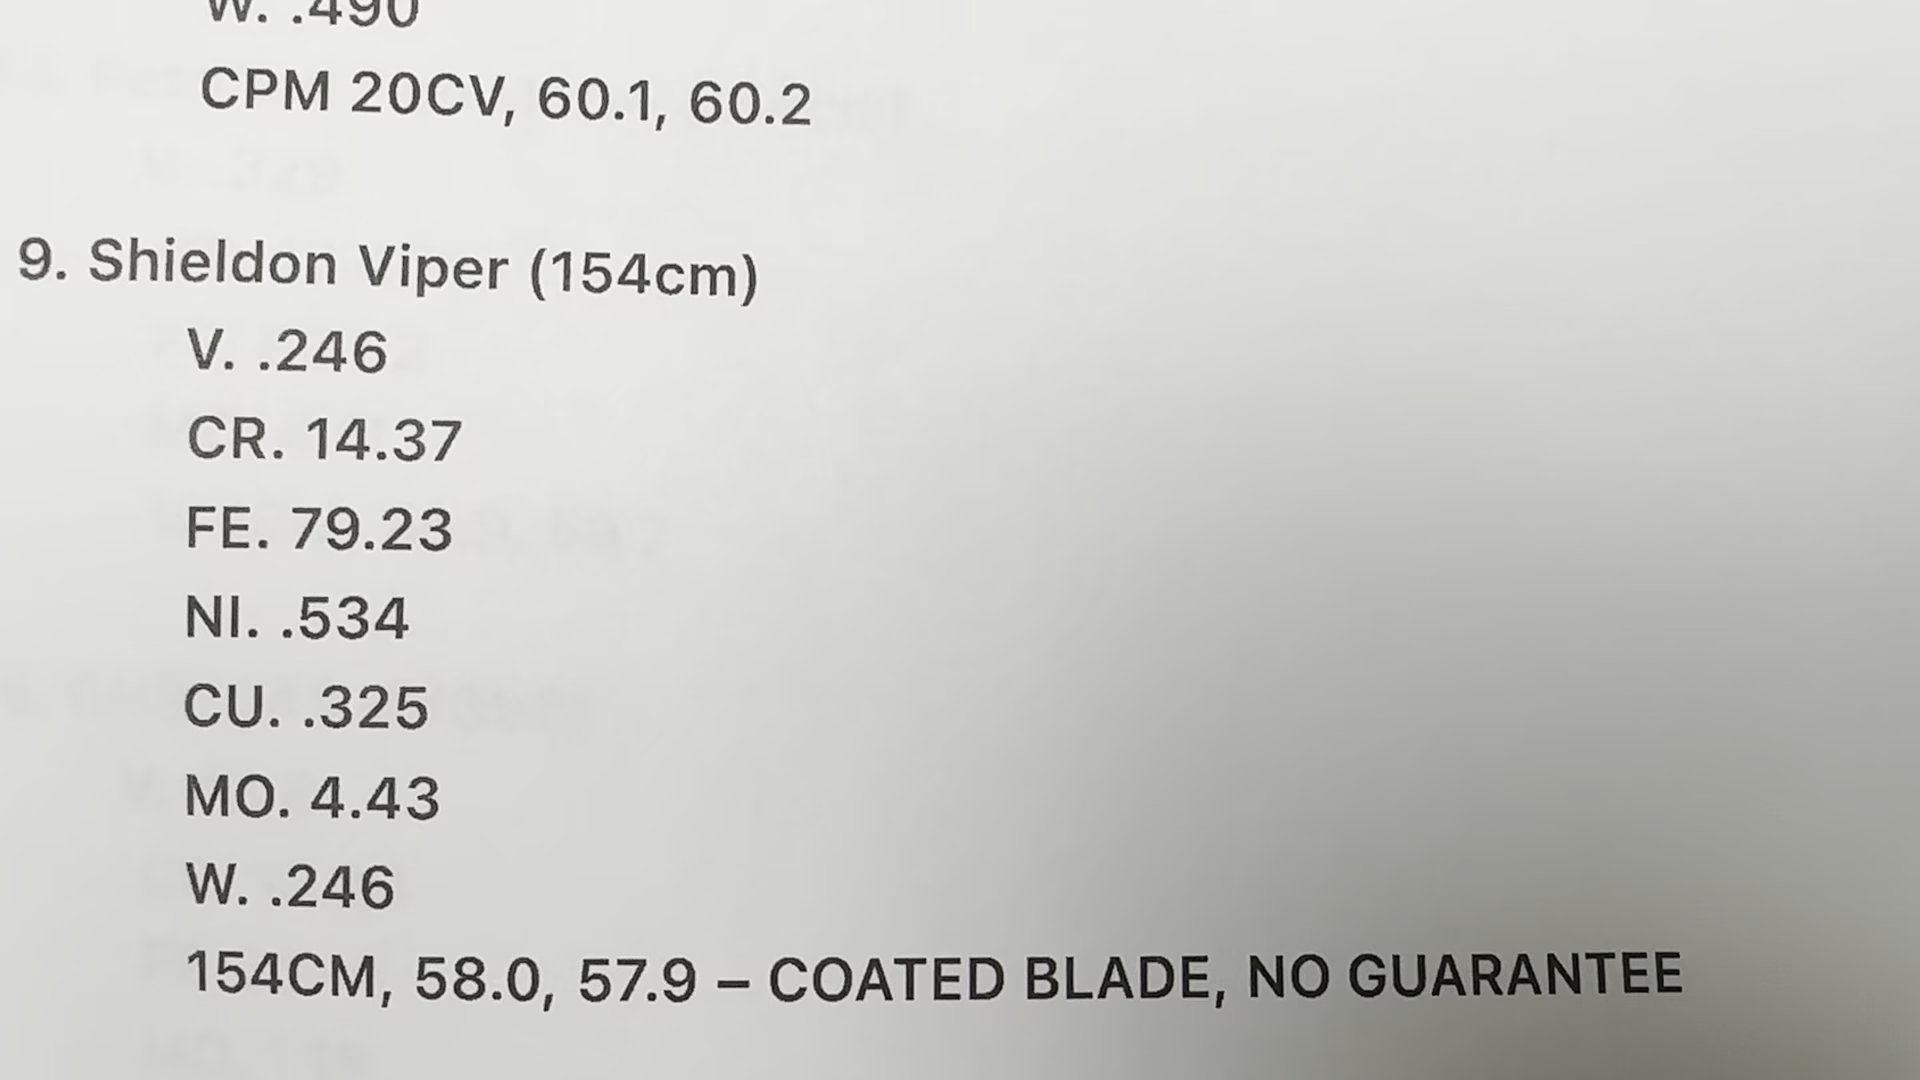 W. .490
CPM 20CV, 60.1, 60.2
9. Shieldon Viper (154cm)
V. .246
CR. 14.37
FE. 79.23
NI. .534
CU. .325
MO. 4.43
W. .246
154CM, 58.0, 57.9 – COATED BLADE, NO GUARANTEE